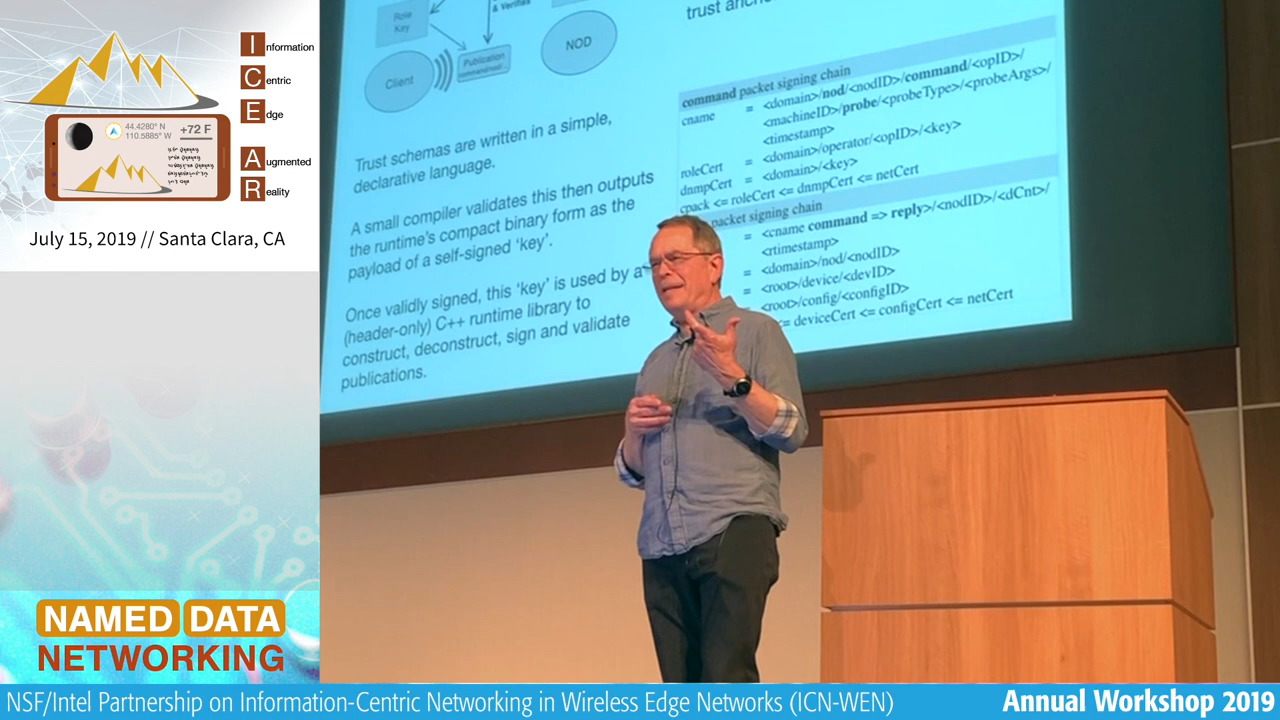 Information
Centric
Edge
Augmented
Reality
44.4280° N
110.5885° W
+72 F
July 15, 2019 // Santa Clara, CA
NAMED DATA
NETWORKING
Role
Key
& Verifies
Client
Publication
NOD
Trust schemas are written in a simple,
declarative language.
A small compiler validates this then outputs
the runtime's compact binary form as the
payload of a self-signed 'key'.
Once validly signed, this 'key' is used by a
(header-only) C++ runtime library to
construct, deconstruct, sign and validate
publications.
trust
command packet signing chain
cname = <domain>/nod/<nodID>/command/<opID>/
<machineID>/probe/<probeType>/<probeArgs>/
<timestamp>
roleCert = <domain>/operator/<opID>/<key>
dnmpCert = <domain>/<key>
cpack <= roleCert <= dnmpCert <= netCert
packet signing chain
= <cname command => reply>/<nodID>/<dCnt>/
<rtimestamp>
= <domain>/nod/<nodID>
= <root>/device/<devID>
= <root>/config/<configID>
<= deviceCert <= configCert <= netCert
NSF/Intel Partnership on Information-Centric Networking in Wireless Edge Networks (ICN-WEN)
Annual Workshop 2019